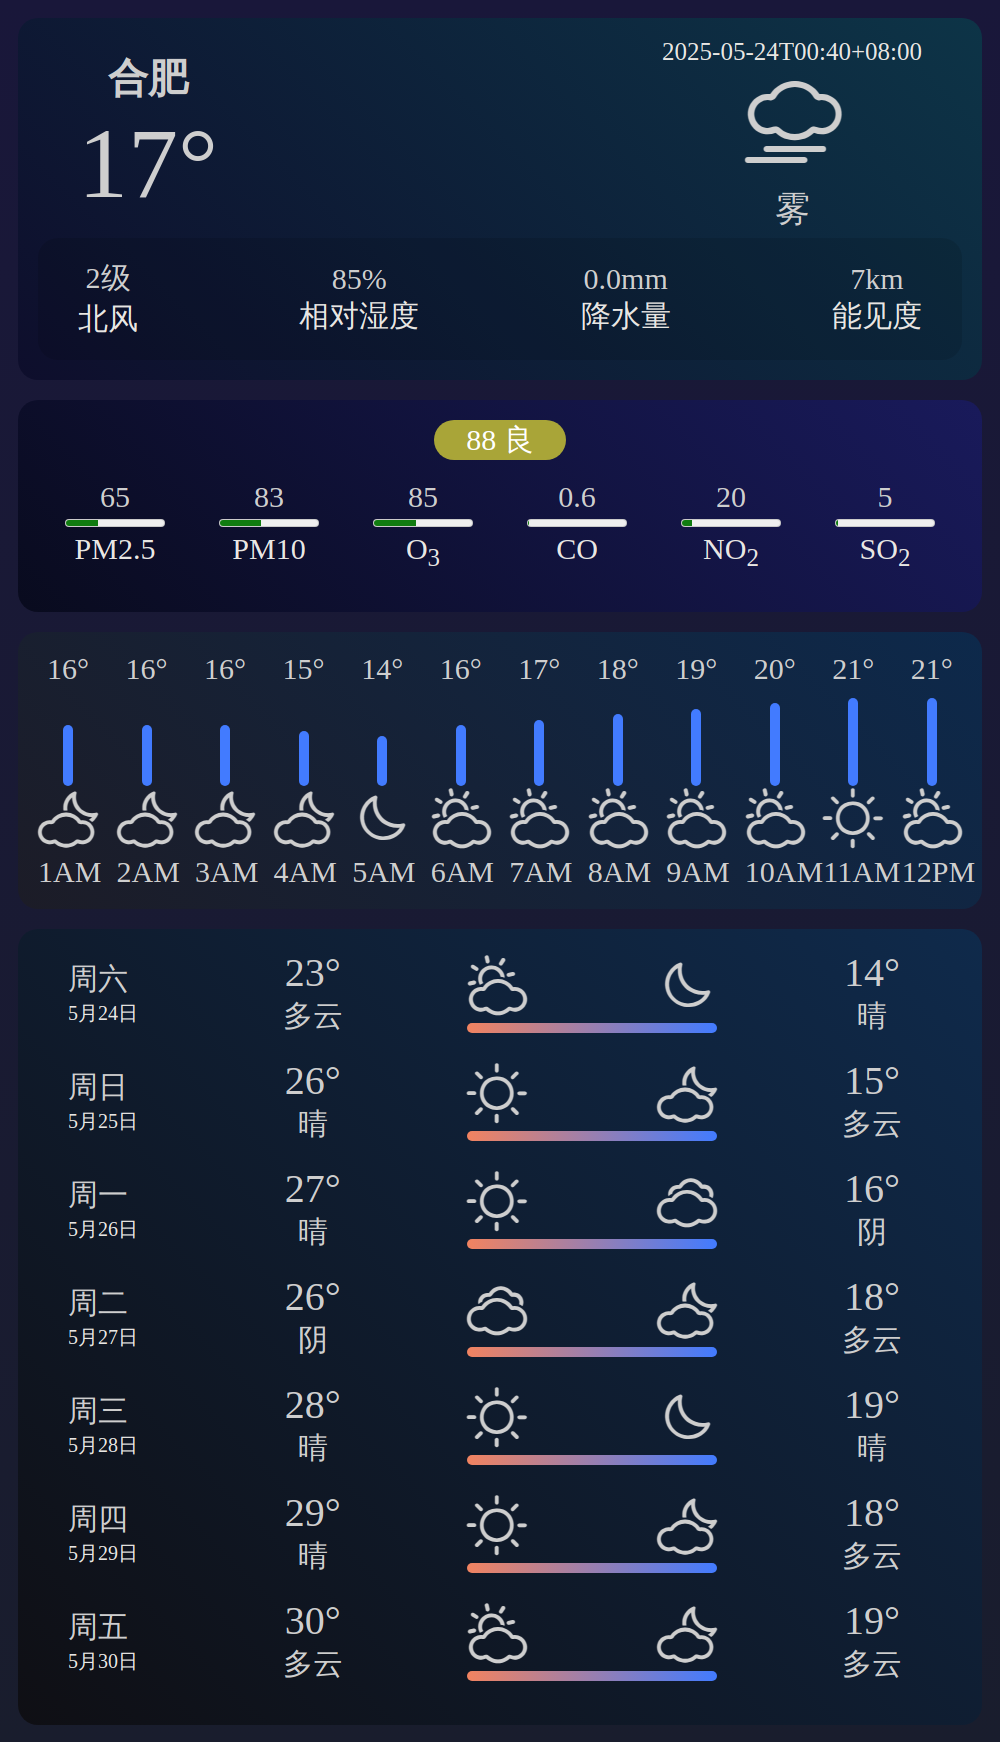 合肥
17°
2025-05-24T00:40+08:00
雾
2级 85% 0.0mm 7km
北风 相对湿度 降水量 能见度
88 良
65 83 85 0.6 20 5
PM2.5 PM10 O3 CO NO2 SO2
16° 16° 16° 15° 14° 16° 17° 18° 19° 20° 21° 21°
1AM 2AM 3AM 4AM 5AM 6AM 7AM 8AM 9AM 10AM 11AM 12PM
周六 23° 14°
5月24日 多云 晴
周日 26° 15°
5月25日 晴 多云
周一 27° 16°
5月26日 晴 阴
周二 26° 18°
5月27日 阴 多云
周三 28° 19°
5月28日 晴 晴
周四 29° 18°
5月29日 晴 多云
周五 30° 19°
5月30日 多云 多云